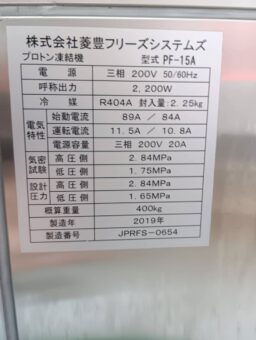 株式会社菱豊フリーズシステムズ
プロトン凍結機 型式 PF-15A
電源 三相 200V 50/60Hz
呼称出力 2,200W
冷媒 R404A 封入量: 2.25kg
電気特性 始動電流 89A / 84A
運転電流 11.5A / 10.8A
電源容量 三相 200V 20A
気密試験 高圧側 2.84MPa
低圧側 1.75MPa
設計圧力 高圧側 2.84MPa
低圧側 1.65MPa
概算重量 400kg
製造年 2019年
製造番号 JPRFS-0654